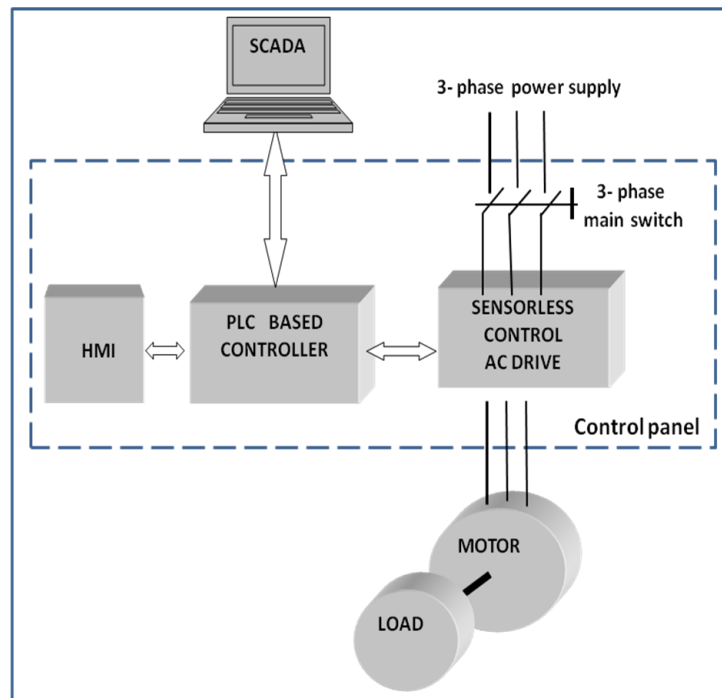 SCADA
3- phase power supply
3- phase
main switch
HMI
PLC BASED
CONTROLLER
SENSORLESS
CONTROL
AC DRIVE
Control panel
MOTOR
LOAD